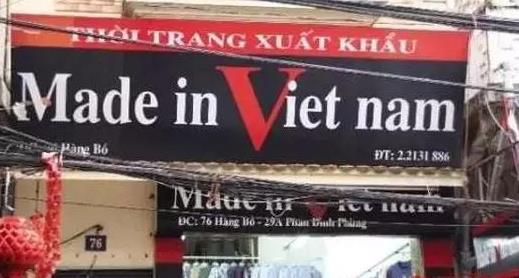 THỜI TRANG XUẤT KHẨU
Made in Viet nam
Hàng Bồ
ĐT: 2.2131 886
Made in Viet nam
ĐC: 76 Hàng Bồ - 29A Phan Đình Phùng
76